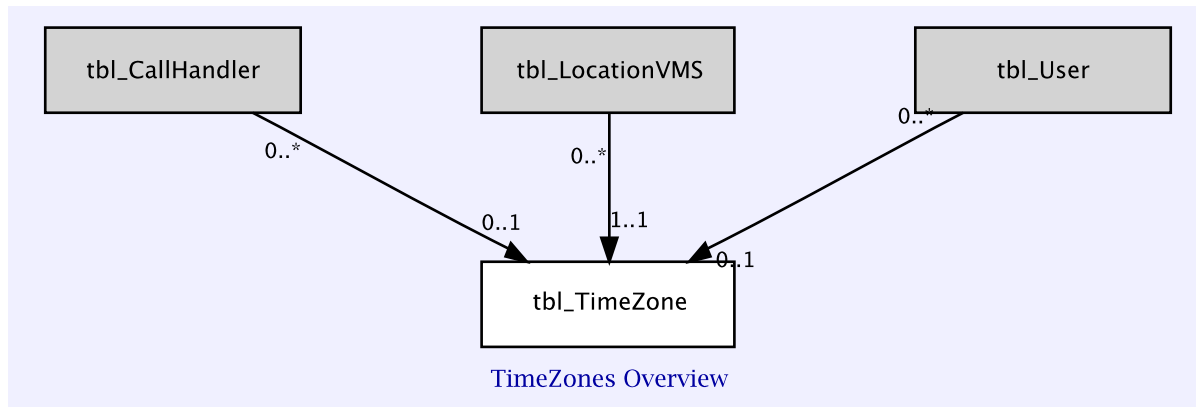 tbl_CallHandler
tbl_LocationVMS
tbl_User
0..*
0..*
0..*
0..1
1..1
0..1
tbl_TimeZone
TimeZones Overview